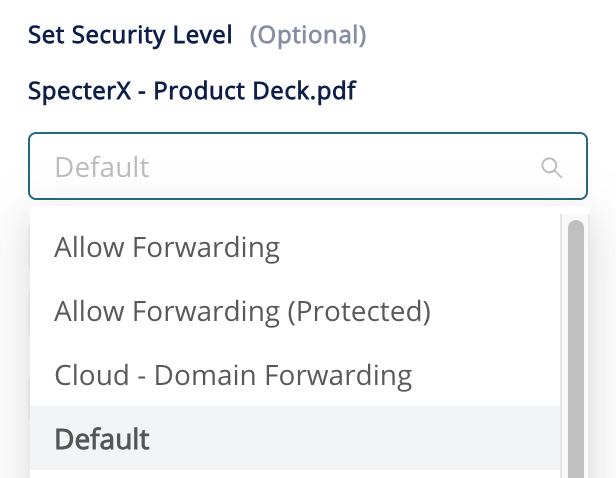 Set Security Level (Optional)
SpecterX - Product Deck.pdf
Default
Allow Forwarding
Allow Forwarding (Protected)
Cloud - Domain Forwarding
Default